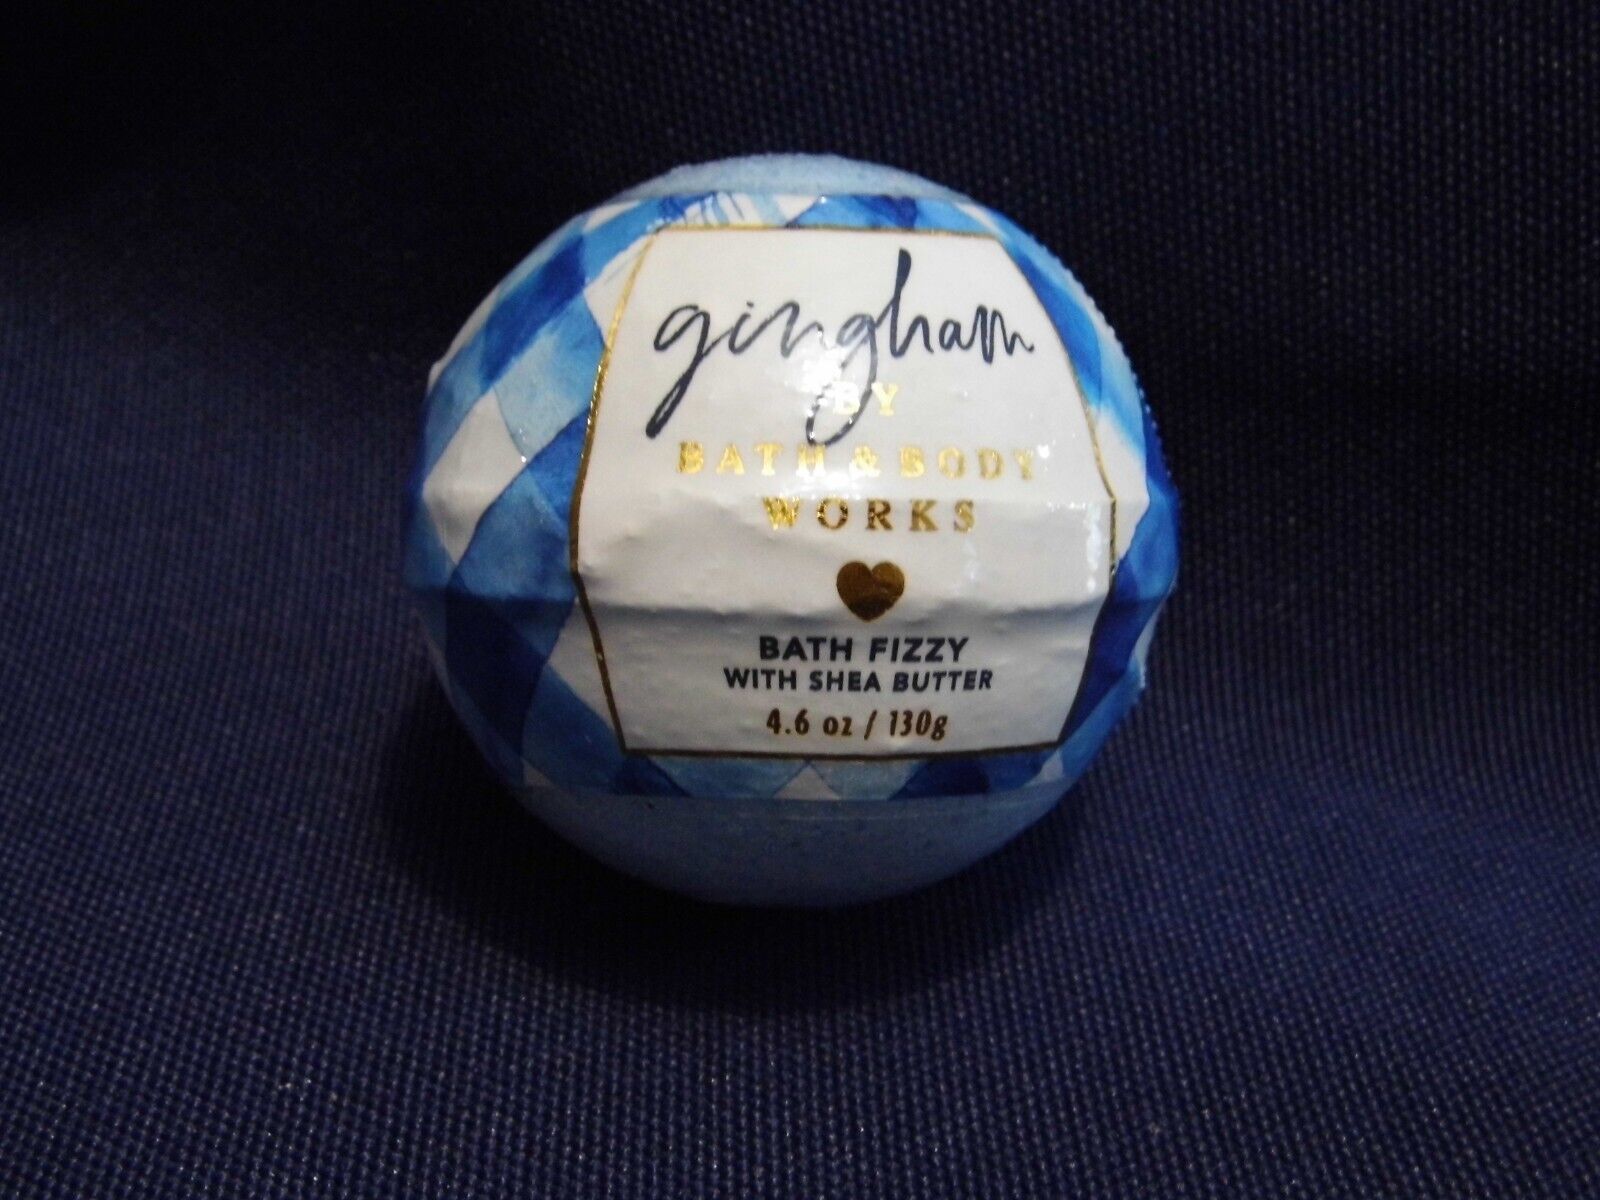 gingham
BY
BATH & BODY
WORKS
BATH FIZZY
WITH SHEA BUTTER
4.6 oz / 130g